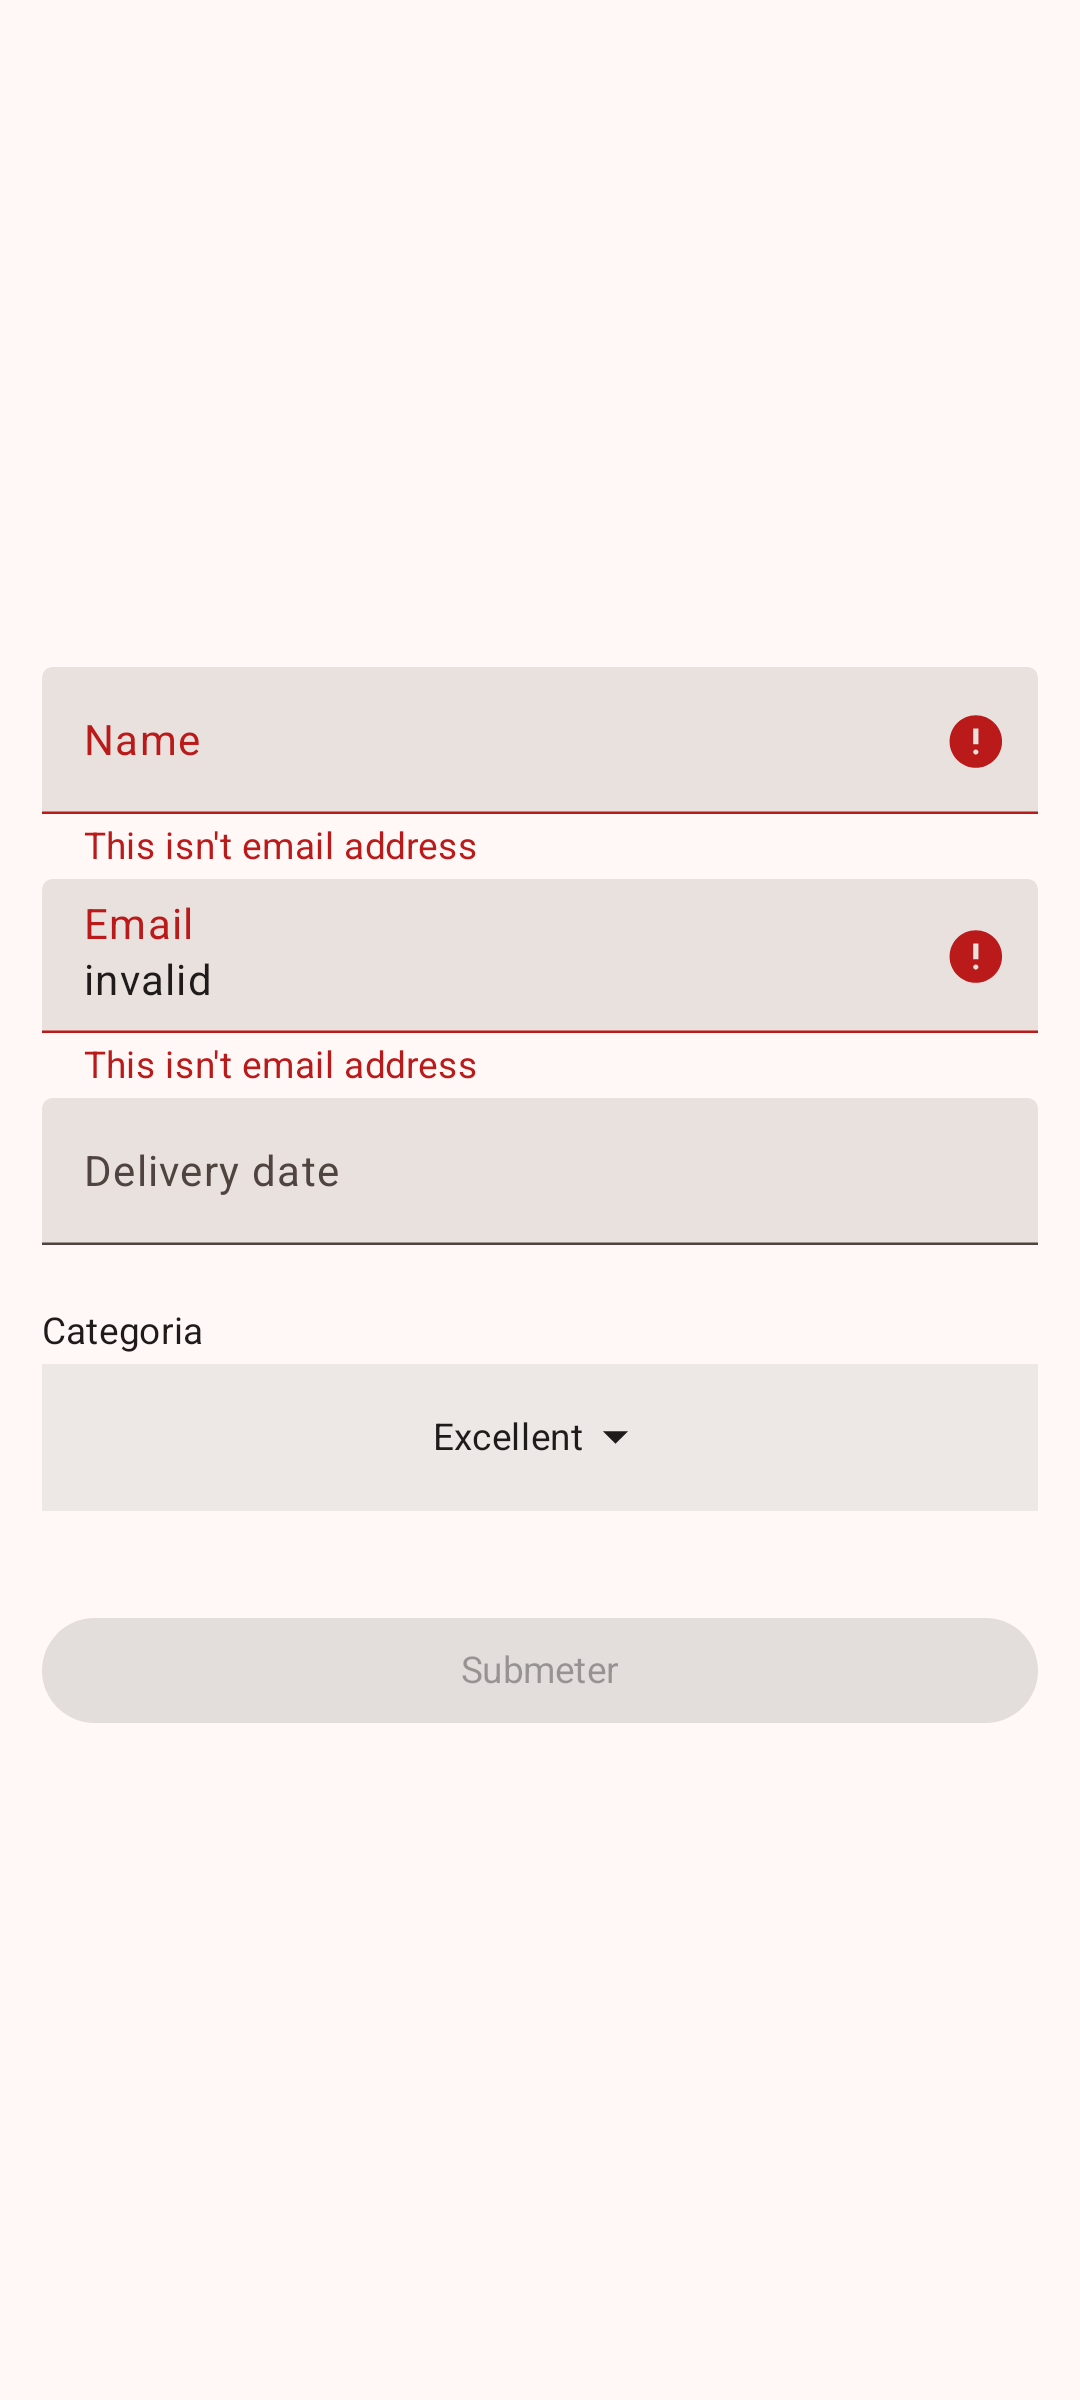 Name
This isn't email address
Email
invalid
This isn't email address
Delivery date
Categoria
Excellent
Submeter